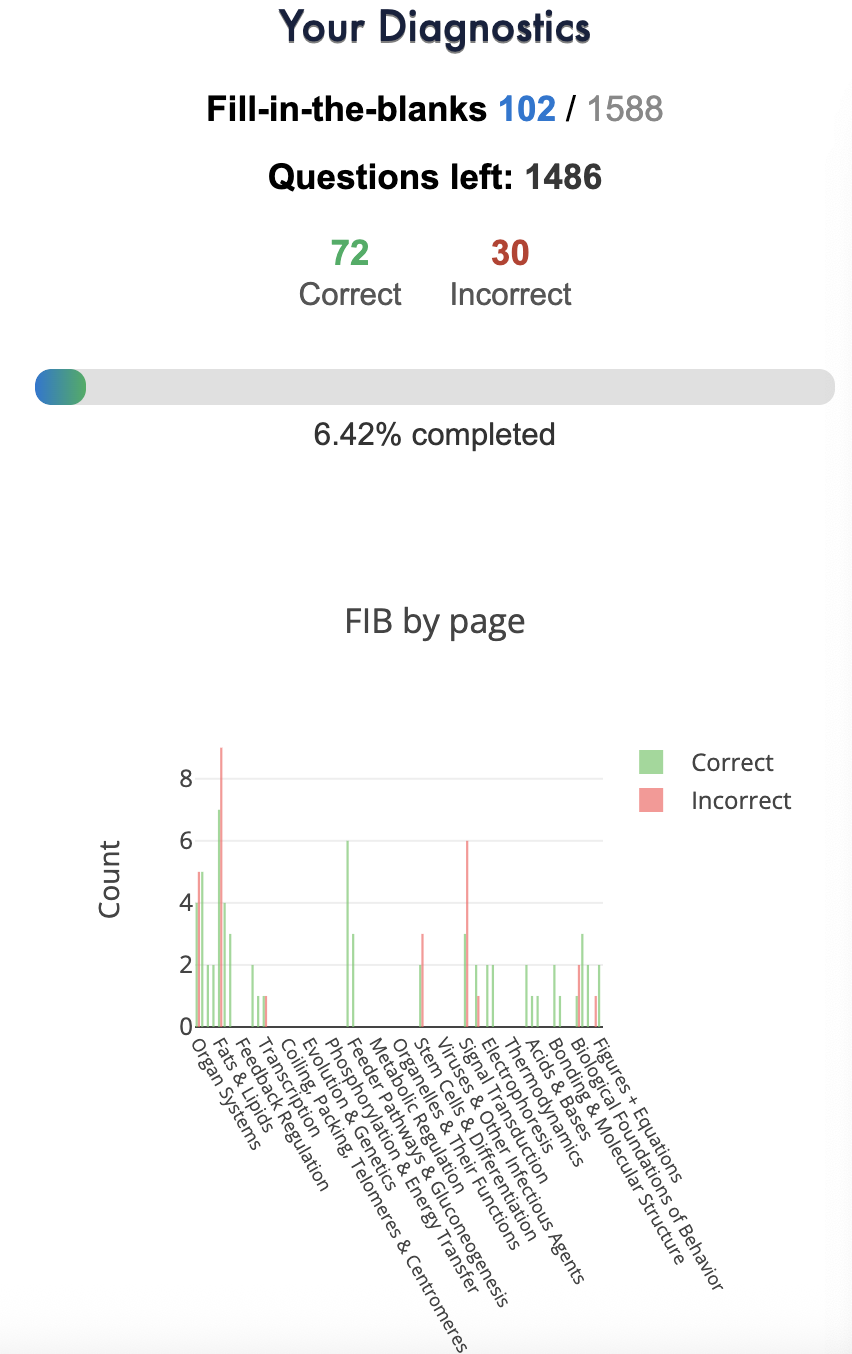 Your Diagnostics
Fill-in-the-blanks 102 / 1588
Questions left: 1486
72 30
Correct Incorrect
6.42% completed
FIB by page
Correct
Incorrect
Count
8
6
4
2
0
Organ Systems
Fats & Lipids
Feedback Regulation
Transcription
Coiling, Packing, Telomeres & Centromeres
Evolution & Genetics
Phosphorylation & Energy Transfer
Feeder Pathways & Gluconeogenesis
Metabolic Regulation
Organelles & Their Functions
Stem Cells & Differentiation
Viruses & Other Infectious Agents
Signal Transduction
Electrophoresis
Thermodynamics
Acids & Bases
Bonding & Molecular Structure
Biological Foundations of Behavior
Figures + Equations